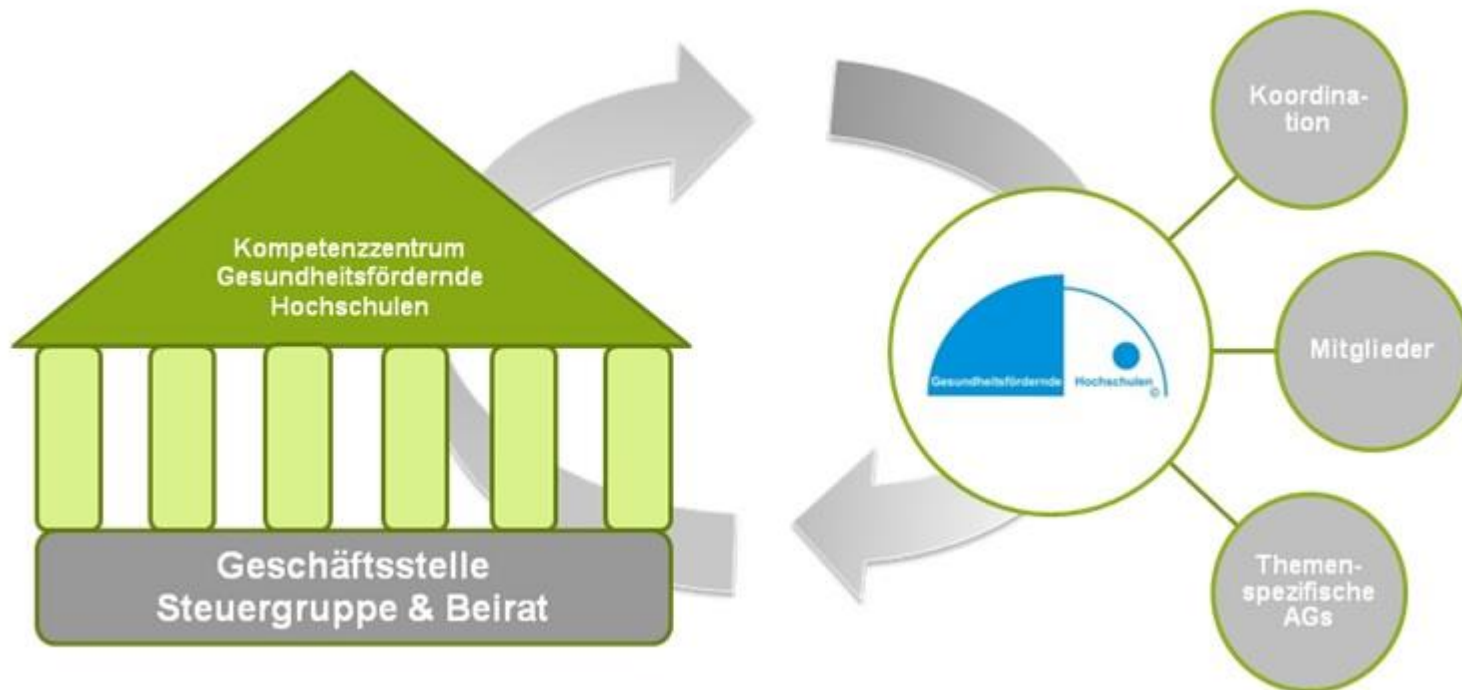 Kompetenzzentrum
Gesundheitsfördernde
Hochschulen
Geschäftsstelle
Steuergruppe & Beirat
Gesundheitsfördernde Hochschulen
©
Koordina-
tion
Mitglieder
Themen-
spezifische
AGs